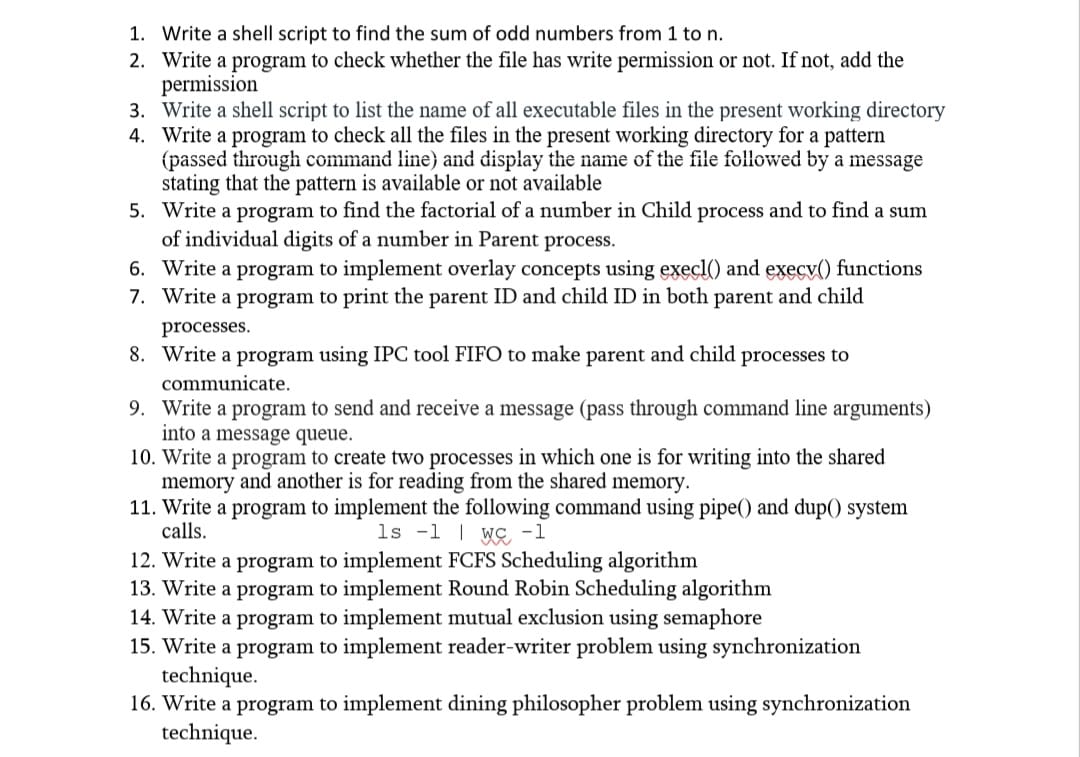 1. Write a shell script to find the sum of odd numbers from 1 to n.
2. Write a program to check whether the file has write permission or not. If not, add the
permission
3. Write a shell script to list the name of all executable files in the present working directory
4. Write a program to check all the files in the present working directory for a pattern
(passed through command line) and display the name of the file followed by a message
stating that the pattern is available or not available
5. Write a program to find the factorial of a number in Child process and to find a sum
of individual digits of a number in Parent process.
6. Write a program to implement overlay concepts using execl() and execv() functions
7. Write a program to print the parent ID and child ID in both parent and child
processes.
8. Write a program using IPC tool FIFO to make parent and child processes to
communicate.
9. Write a program to send and receive a message (pass through command line arguments)
into a message queue.
10. Write a program to create two processes in which one is for writing into the shared
memory and another is for reading from the shared memory.
11. Write a program to implement the following command using pipe() and dup() system
calls. ls -l | wc -l
12. Write a program to implement FCFS Scheduling algorithm
13. Write a program to implement Round Robin Scheduling algorithm
14. Write a program to implement mutual exclusion using semaphore
15. Write a program to implement reader-writer problem using synchronization
technique.
16. Write a program to implement dining philosopher problem using synchronization
technique.